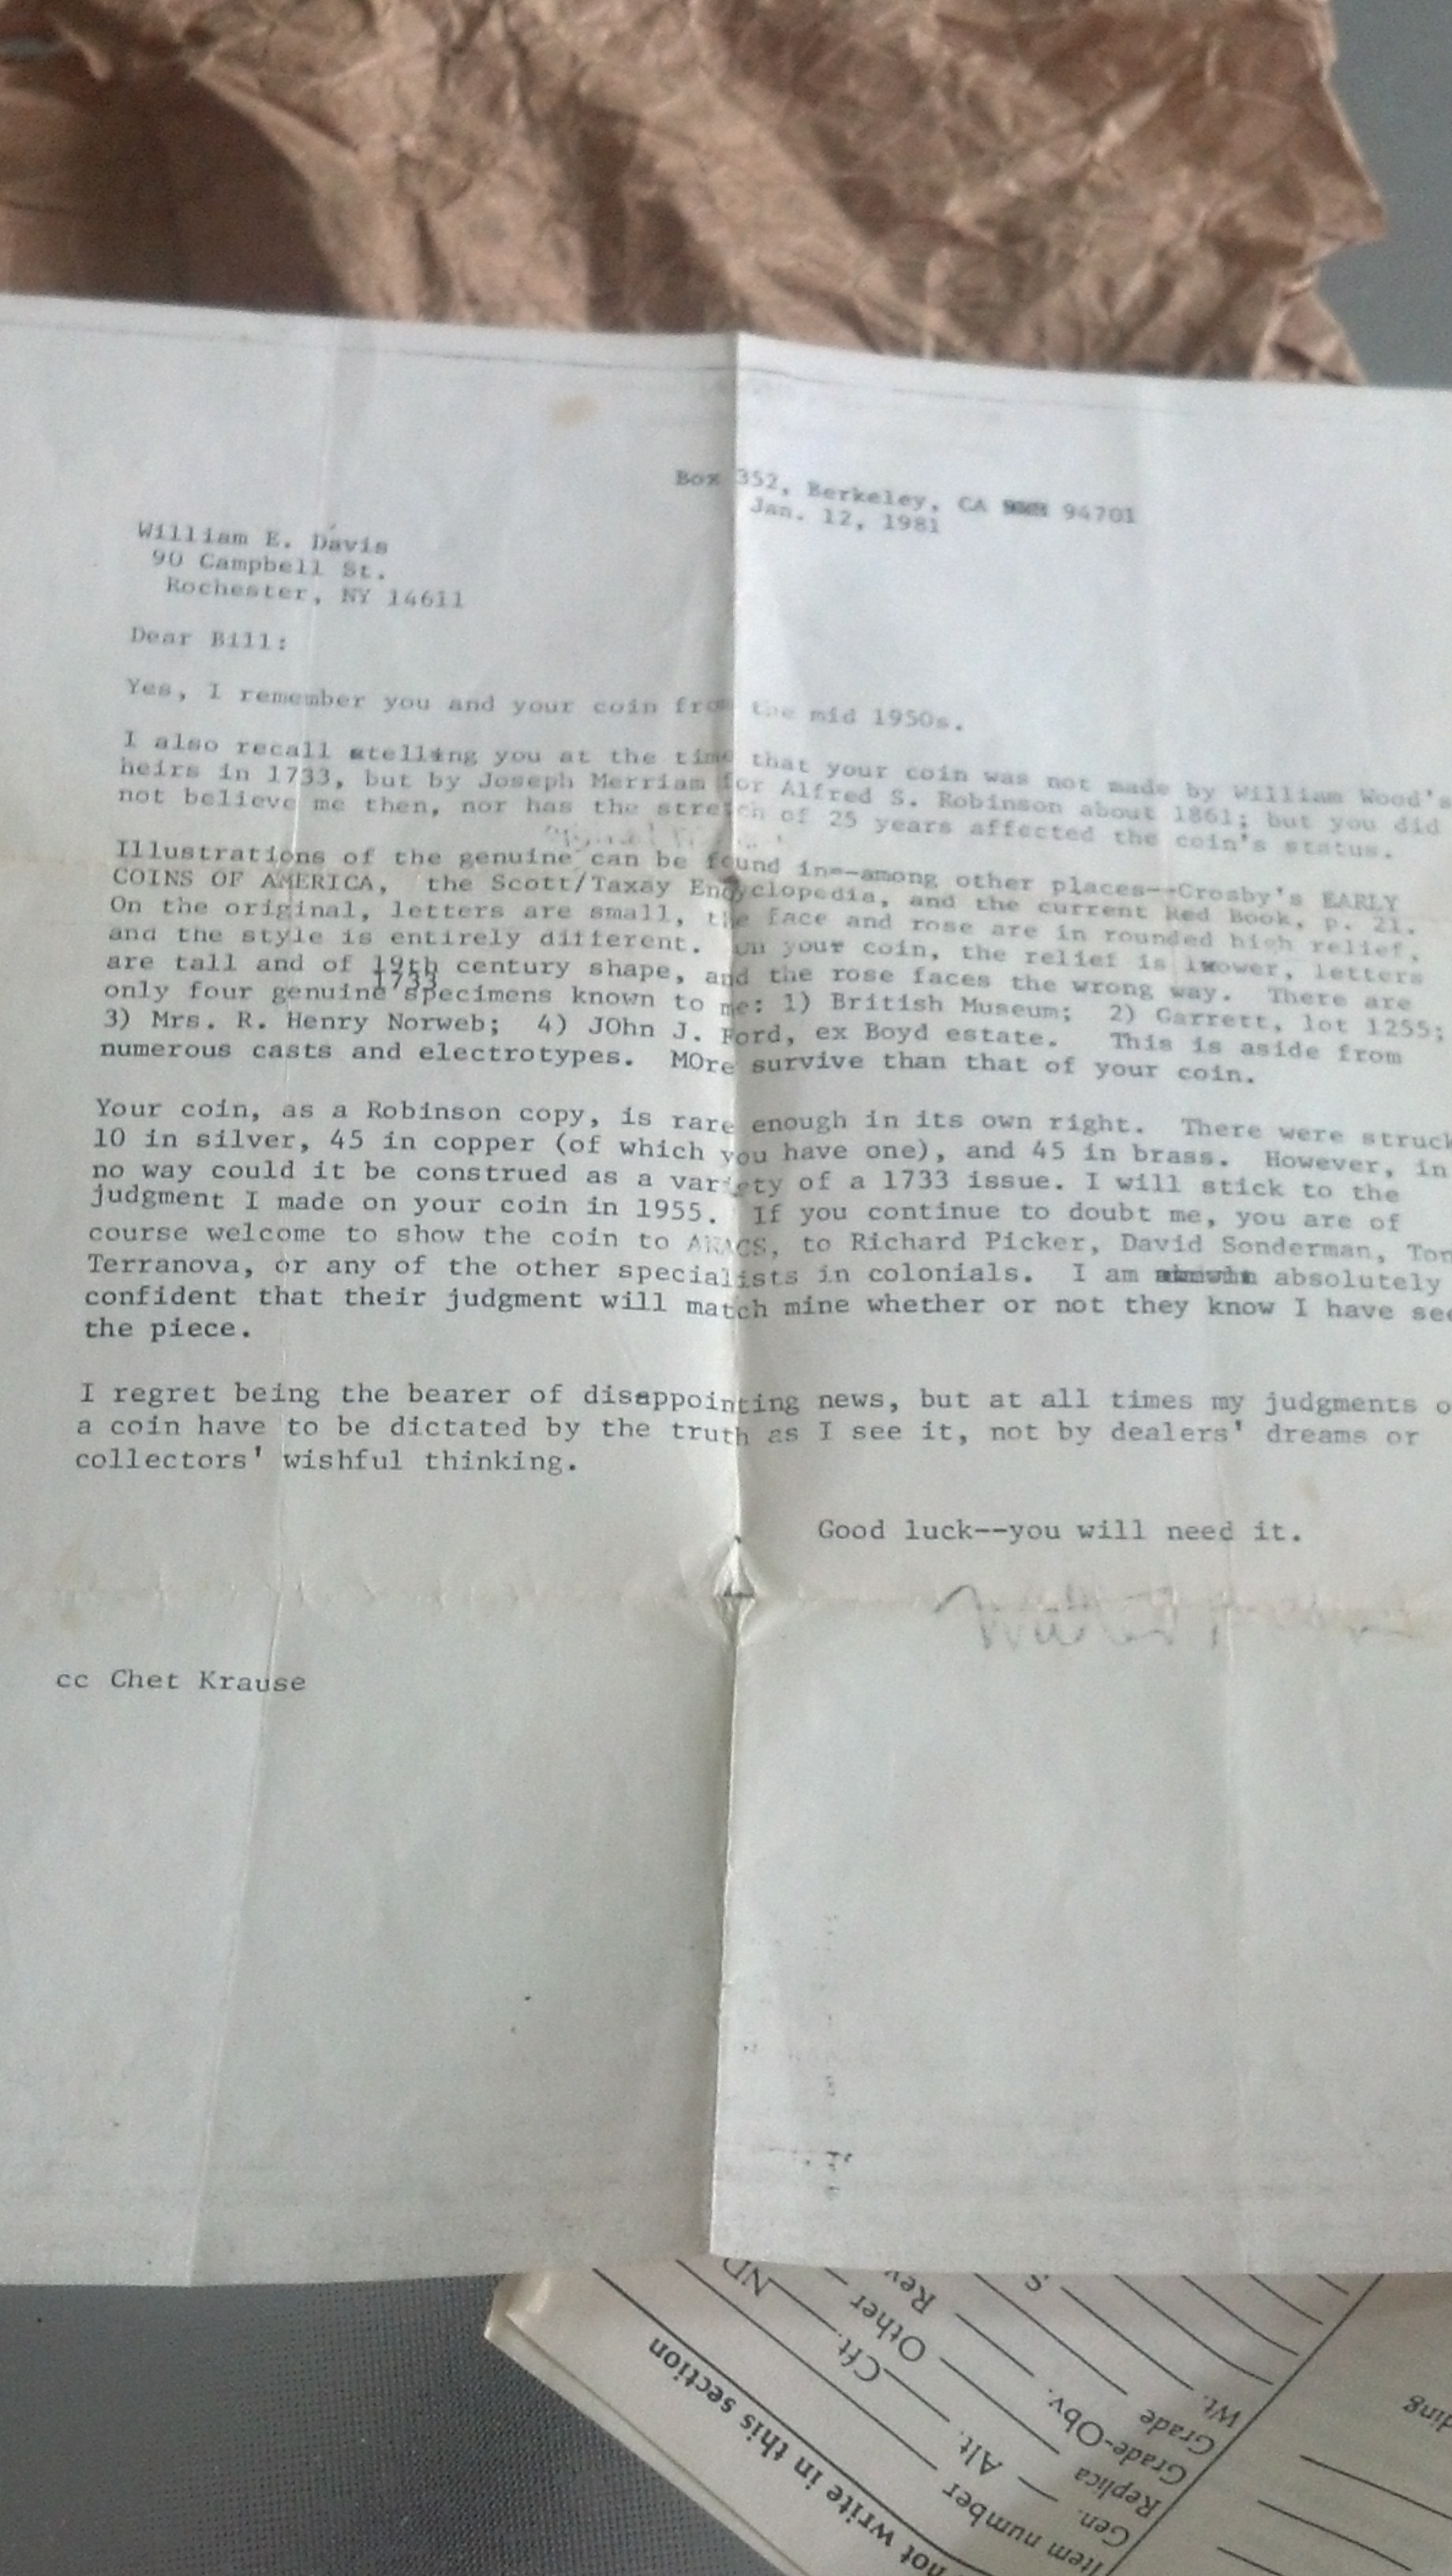 Box 352, Berkeley, CA 94701
Jan. 12, 1981
William E. Davis
90 Campbell St.
Rochester, NY 14611
Dear Bill:
Yes, I remember you and your coin from the mid 1950s.
I also recall telling you at the time that your coin was not made by William Wood's
heirs in 1733, but by Joseph Merriam for Alfred S. Robinson about 1861; but you did
not believe me then, nor has the stretch of 25 years affected the coin's status.
Illustrations of the genuine can be found in--among other places--Crosby's EARLY
COINS OF AMERICA, the Scott/Taxay Encyclopedia, and the current Red Book, p. 21.
On the original, letters are small, the face and rose are in rounded high relief,
and the style is entirely different. On your coin, the relief is lower, letters
are tall and of 19th century shape, and the rose faces the wrong way. There are
1733
only four genuine specimens known to me: 1) British Museum; 2) Garrett, lot 1255;
3) Mrs. R. Henry Norweb; 4) JOhn J. Ford, ex Boyd estate. This is aside from
numerous casts and electrotypes. MOre survive than that of your coin.
Your coin, as a Robinson copy, is rare enough in its own right. There were struck
10 in silver, 45 in copper (of which you have one), and 45 in brass. However, in
no way could it be construed as a variety of a 1733 issue. I will stick to the
judgment I made on your coin in 1955. If you continue to doubt me, you are of
course welcome to show the coin to ANACS, to Richard Picker, David Sonderman, Ton
Terranova, or any of the other specialists in colonials. I am absolutely
confident that their judgment will match mine whether or not they know I have see
the piece.
I regret being the bearer of disappointing news, but at all times my judgments o
a coin have to be dictated by the truth as I see it, not by dealers' dreams or
collectors' wishful thinking.
Good luck--you will need it.
cc Chet Krause
not write in this section
Item number
Gen.
Alt.
Cft.
ND
Replica
Grade-Obv.
Other
Rev
Grade
Wt.
S
ding